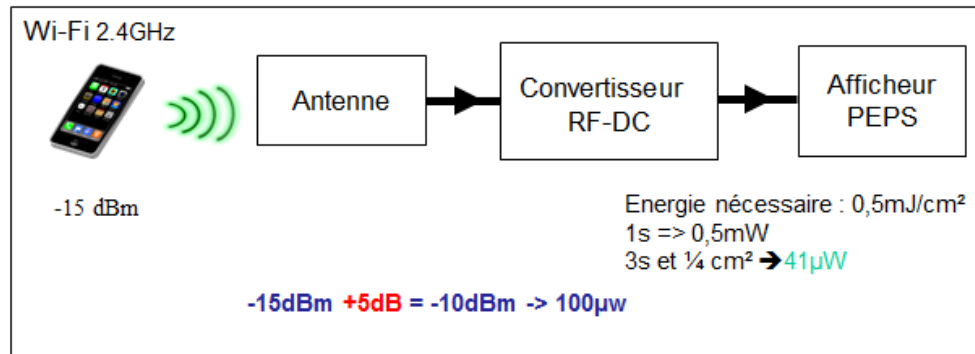 Wi-Fi 2.4GHz
Antenne
Convertisseur
RF-DC
Afficheur
PEPS
-15 dBm
Energie nécessaire : 0,5mJ/cm²
1s => 0,5mW
3s et ¼ cm² ➔41µW
-15dBm +5dB = -10dBm -> 100µw